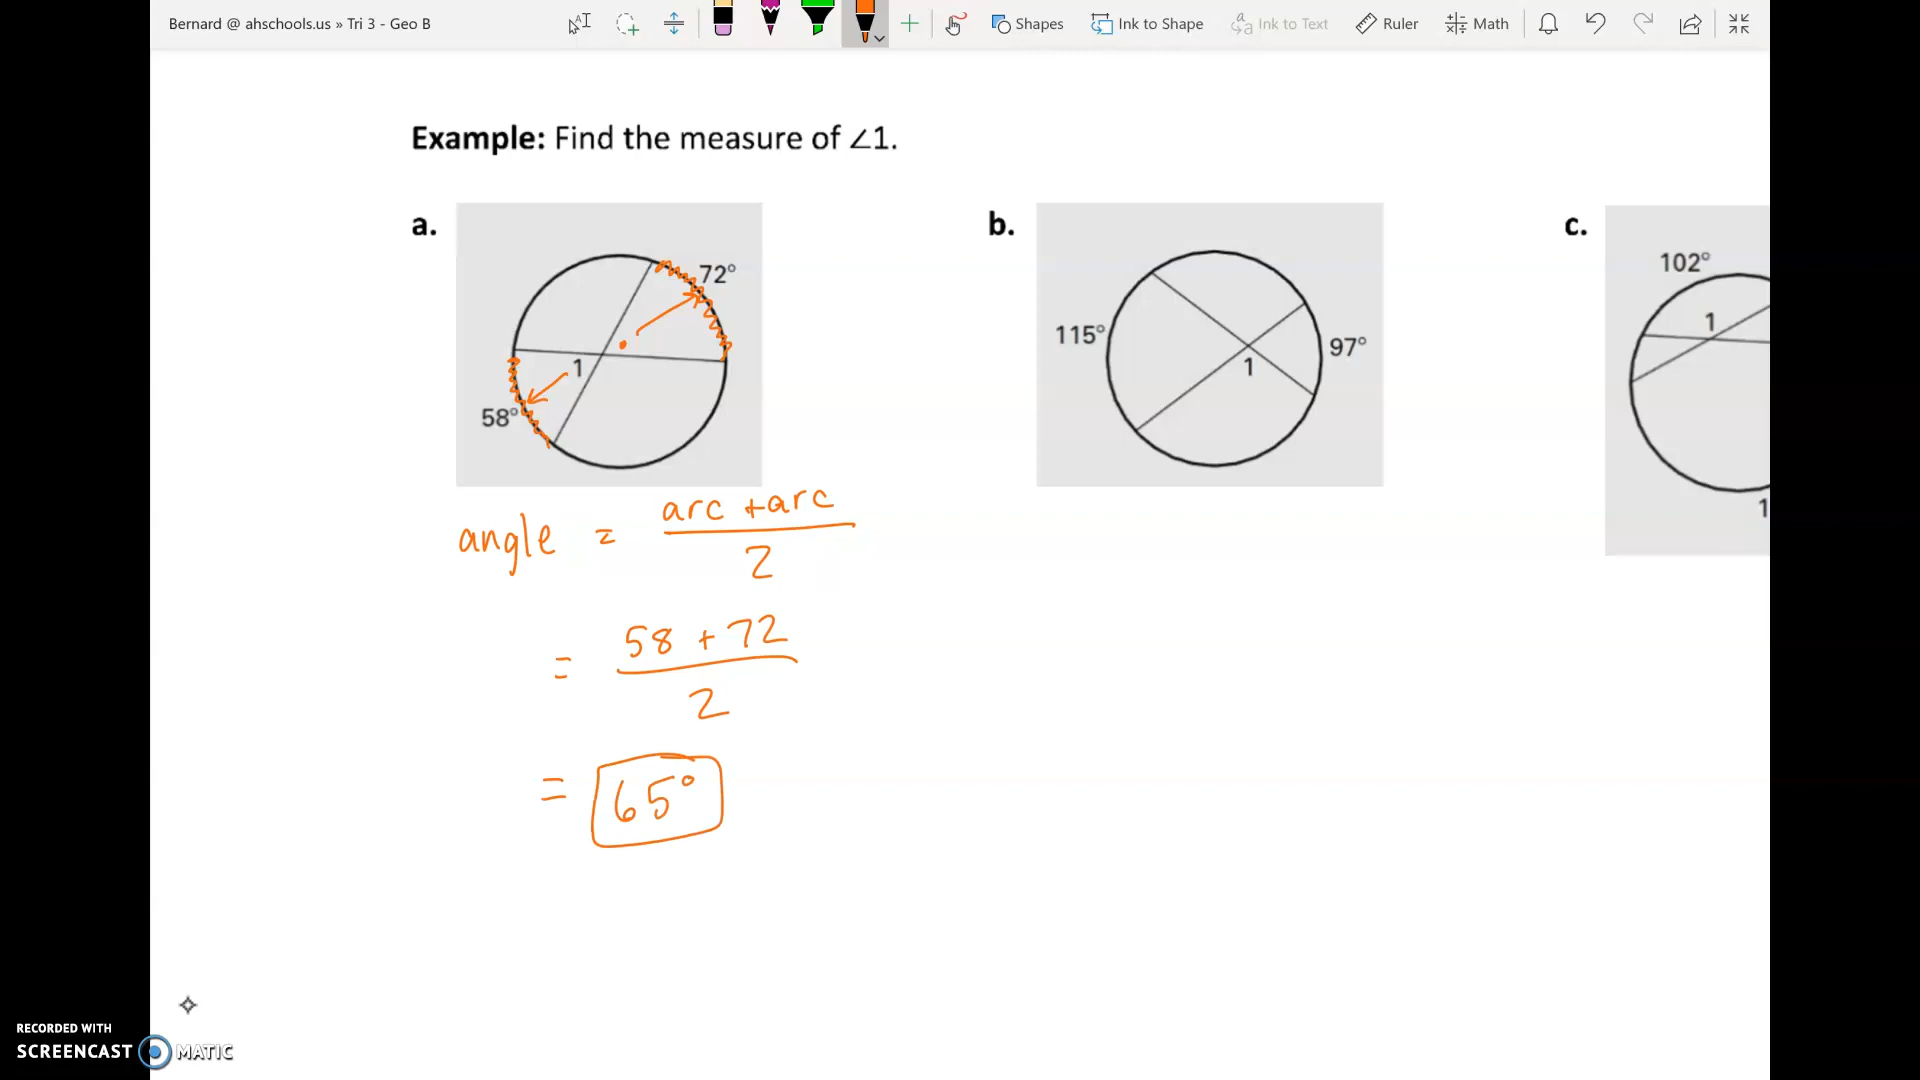 Bernard @ ahschools.us » Tri 3 - Geo B
Shapes
Ink to Shape
Ink to Text
Ruler
Math
Example: Find the measure of ∠1.
a.
72°
1
58°
b.
115°
97°
1
c.
102°
1
1
angle = arc + arc
2
= 58 + 72
2
= 65°
RECORDED WITH
SCREENCAST MATIC